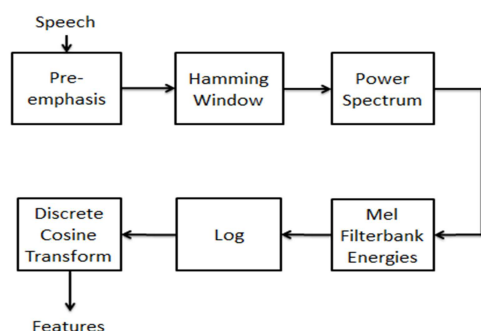 Speech
Pre-
emphasis
Hamming
Window
Power
Spectrum
Mel
Filterbank
Energies
Log
Discrete
Cosine
Transform
Features